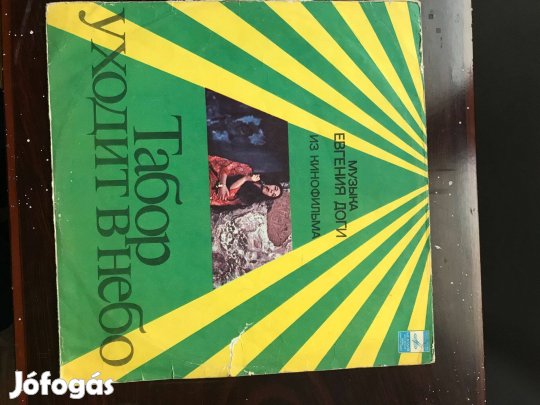 МУЗЫКА
ЕВГЕНИЯ ДОГИ
ИЗ КИНОФИЛЬМА
Табор
уходит в небо
Jófogás